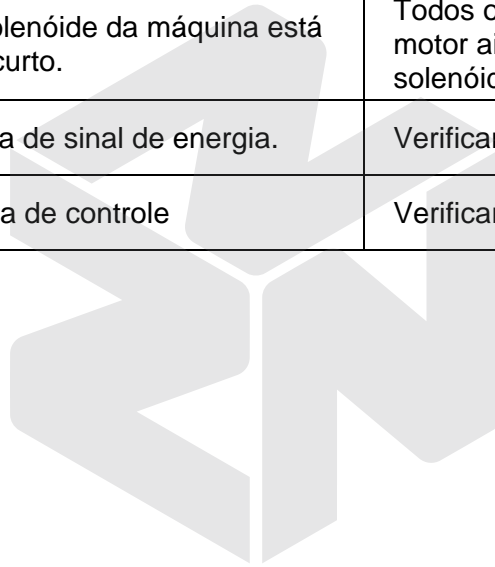 olenóide da máquina está
curto.
Todos o
motor ai
solenóid
a de sinal de energia.
Verificar
a de controle
Verificar